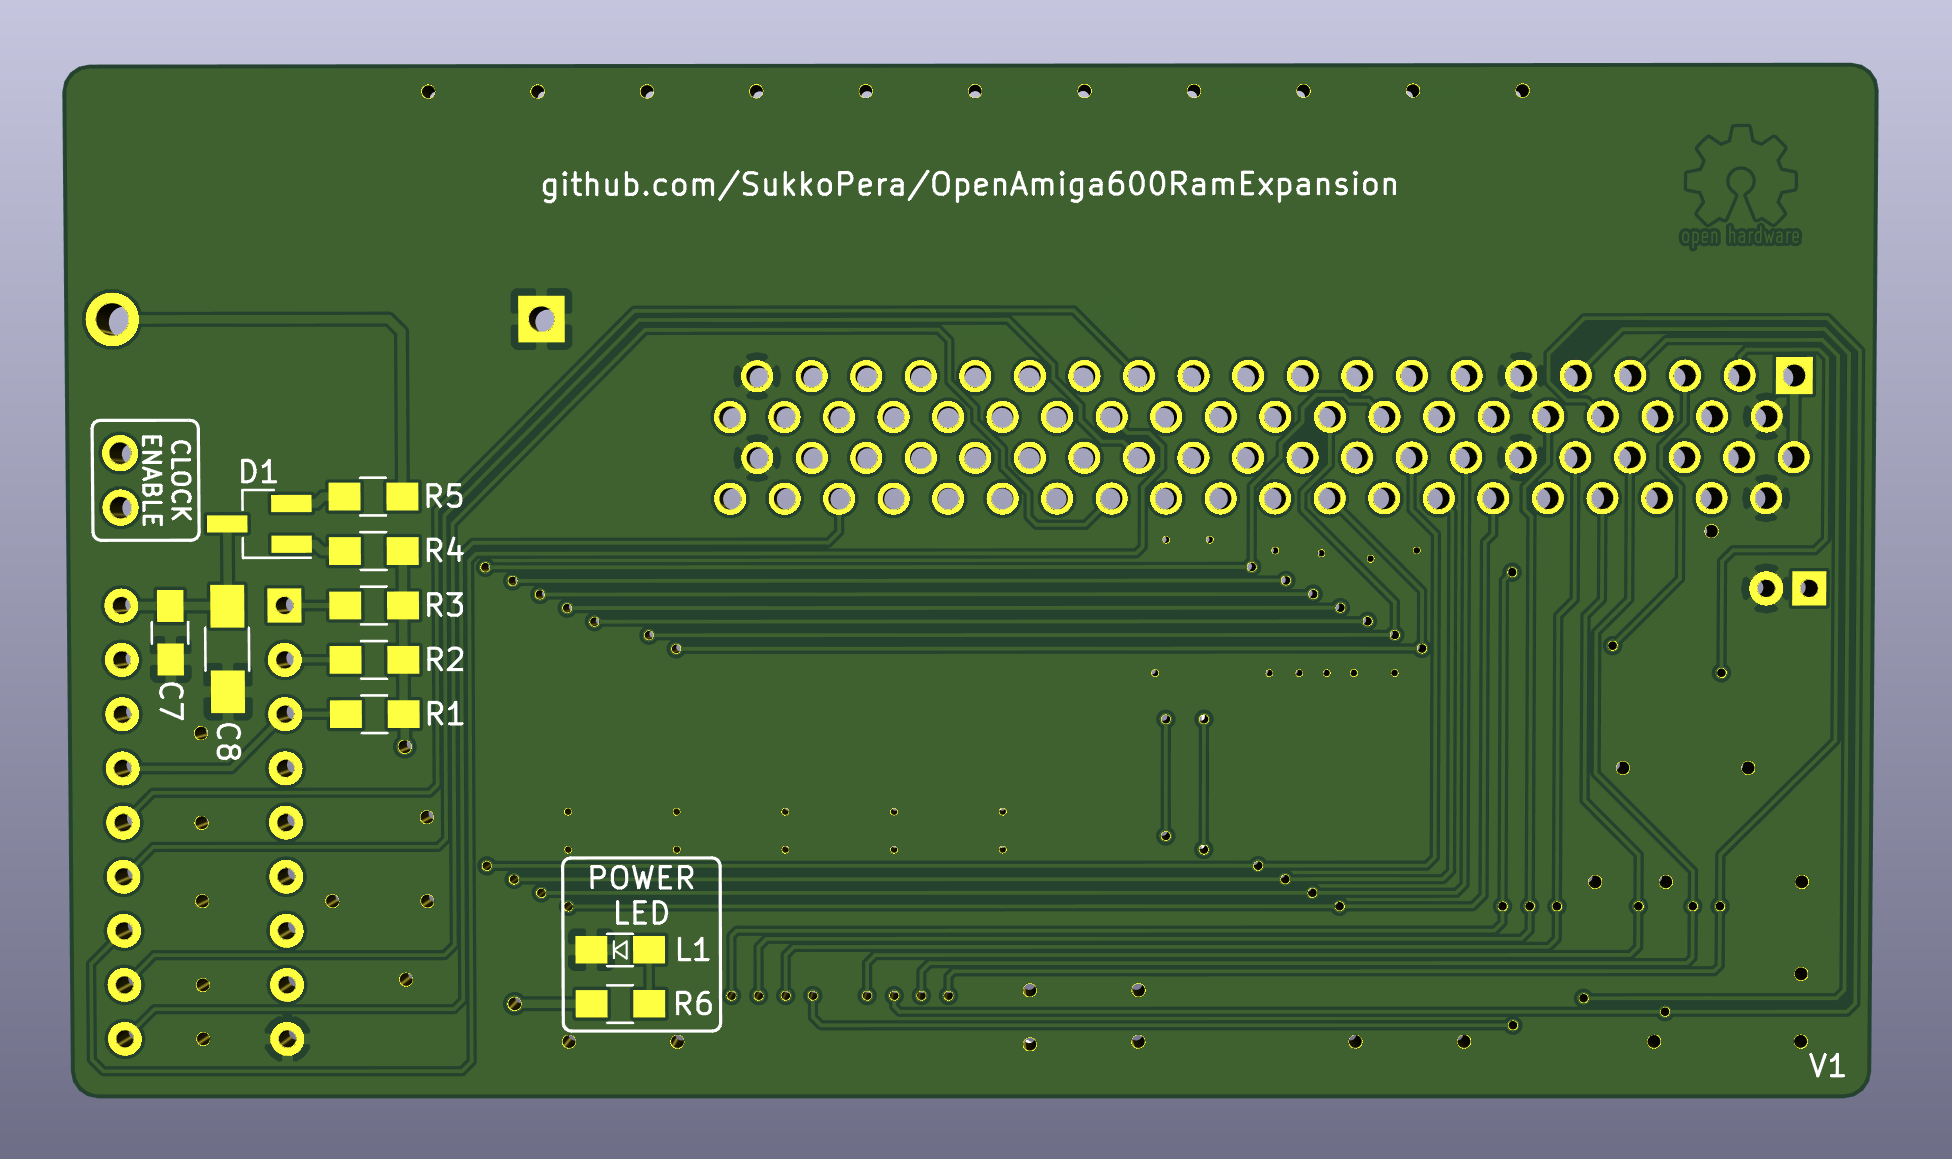 github.com/SukkoPera/OpenAmiga600RamExpansion
open hardware
CLOCK
ENABLE
D1
R5
R4
R3
R2
R1
C7
C8
POWER
LED
L1
R6
V1